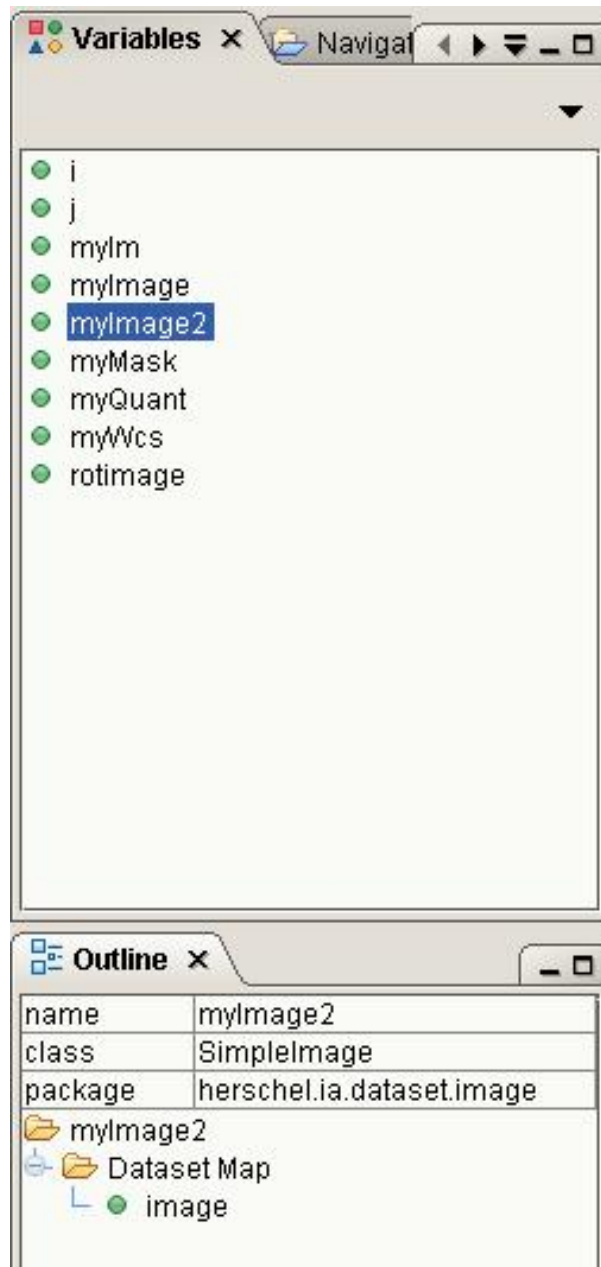 Variables Navigat
i
j
myIm
myImage
myImage2
myMask
myQuant
myWcs
rotimage
Outline
name myImage2
class SimpleImage
package herschel.ia.dataset.image
myImage2
Dataset Map
image